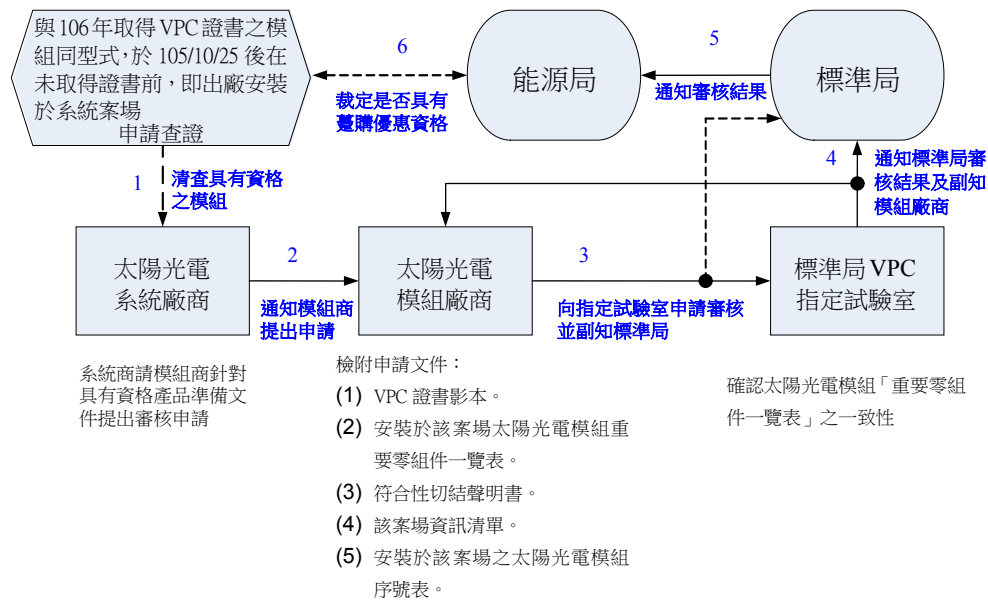 與106年取得VPC證書之模
組同型式,於 105/10/25 後在
未取得證書前，即出廠安裝
於系統案場
申請查證
6
裁定是否具有
躉購優惠資格
能源局
5
通知審核結果
標準局
1
清查具有資格
之模組
4
通知標準局審
核結果及副知
模組廠商
太陽光電
系統廠商
2
通知模組商
提出申請
太陽光電
模組廠商
3
向指定試驗室申請審核
並副知標準局
標準局VPC
指定試驗室
系統商請模組商針對
具有資格產品準備文
件提出審核申請
檢附申請文件：
(1) VPC 證書影本。
(2) 安裝於該案場太陽光電模組重
要零組件一覽表。
(3) 符合性切結聲明書。
(4) 該案場資訊清單。
(5) 安裝於該案場之太陽光電模組
序號表。
確認太陽光電模組「重要零組
件一覽表」之一致性